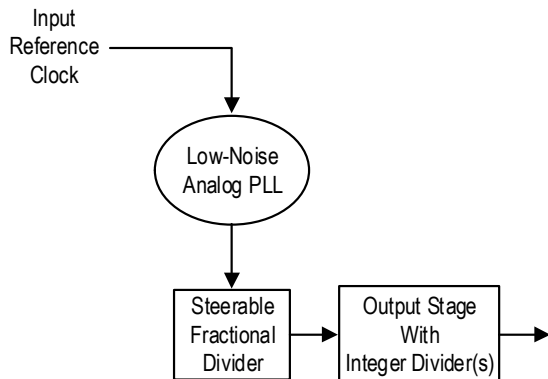 Input
Reference
Clock
Low-Noise
Analog PLL
Steerable
Fractional
Divider
Output Stage
With
Integer Divider(s)